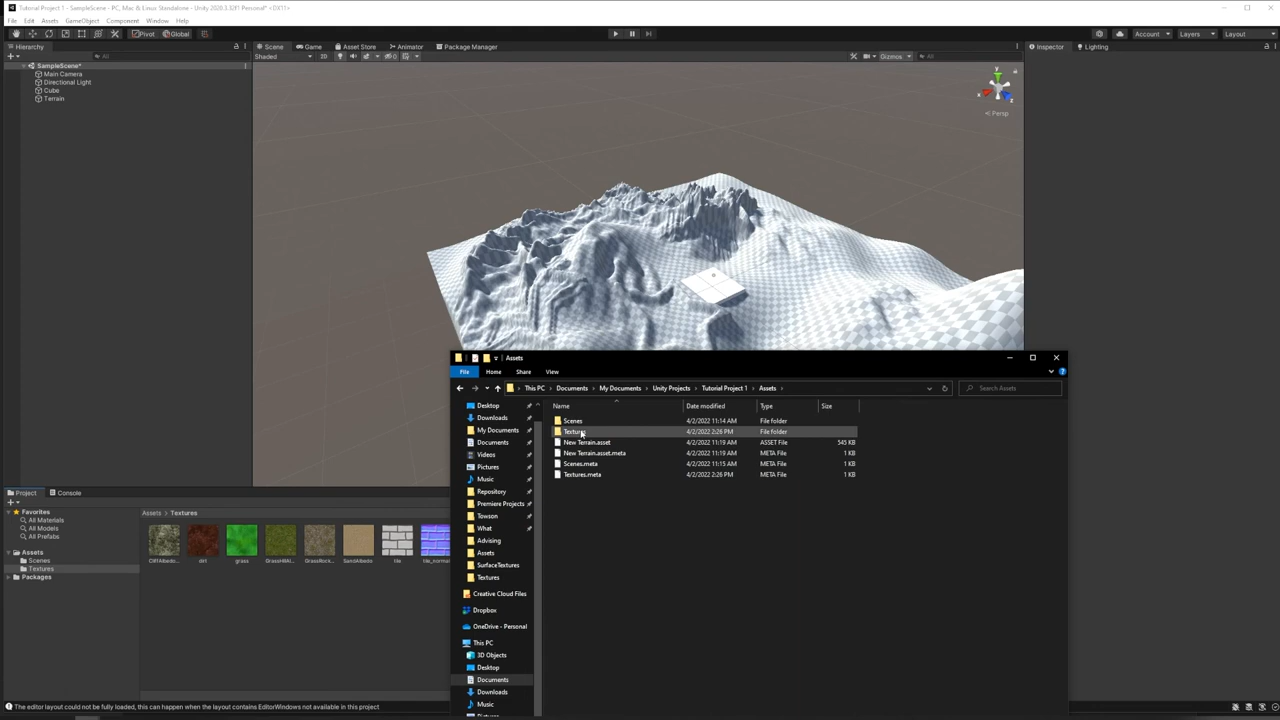 Tutorial Project 1 - SampleScene - PC, Mac & Linux Standalone - Unity 2020.3.32f1 Personal* <DX11>
File Edit Assets GameObject Component Window Help
Pivot Global Account Layers Layout
Hierarchy Scene Game Asset Store Animator Package Manager Inspector Lighting
All Shaded 2D Gizmos All
SampleScene*
Main Camera
Directional Light
Cube
Terrain
y
x
z
Persp
Assets
File Home Share View
This PC > Documents > My Documents > Unity Projects > Tutorial Project 1 > Assets > Search Assets
Name Date modified Type Size
Scenes 4/2/2022 11:14 AM File folder
Textures 4/2/2022 2:26 PM File folder
New Terrain.asset 4/2/2022 11:19 AM ASSET File 545 KB
New Terrain.asset.meta 4/2/2022 11:19 AM META File 1 KB
Scenes.meta 4/2/2022 11:15 AM META File 1 KB
Textures.meta 4/2/2022 2:26 PM META File 1 KB
Desktop
Downloads
My Documents
Documents
Videos
Pictures
Music
Repository
Premiere Projects
Towson
What
Advising
Assets
SurfaceTextures
Textures
Creative Cloud Files
Dropbox
OneDrive - Personal
This PC
3D Objects
Desktop
Documents
Downloads
Music
Pictures
Project Console
Favorites
All Materials
All Models
All Prefabs
Assets
Scenes
Textures
Packages
Assets > Textures
CliffAlbedo... dirt grass GrassHillAl... GrassRock... SandAlbedo tile tile_normal
The editor layout could not be fully loaded, this can happen when the layout contains EditorWindows not available in this project